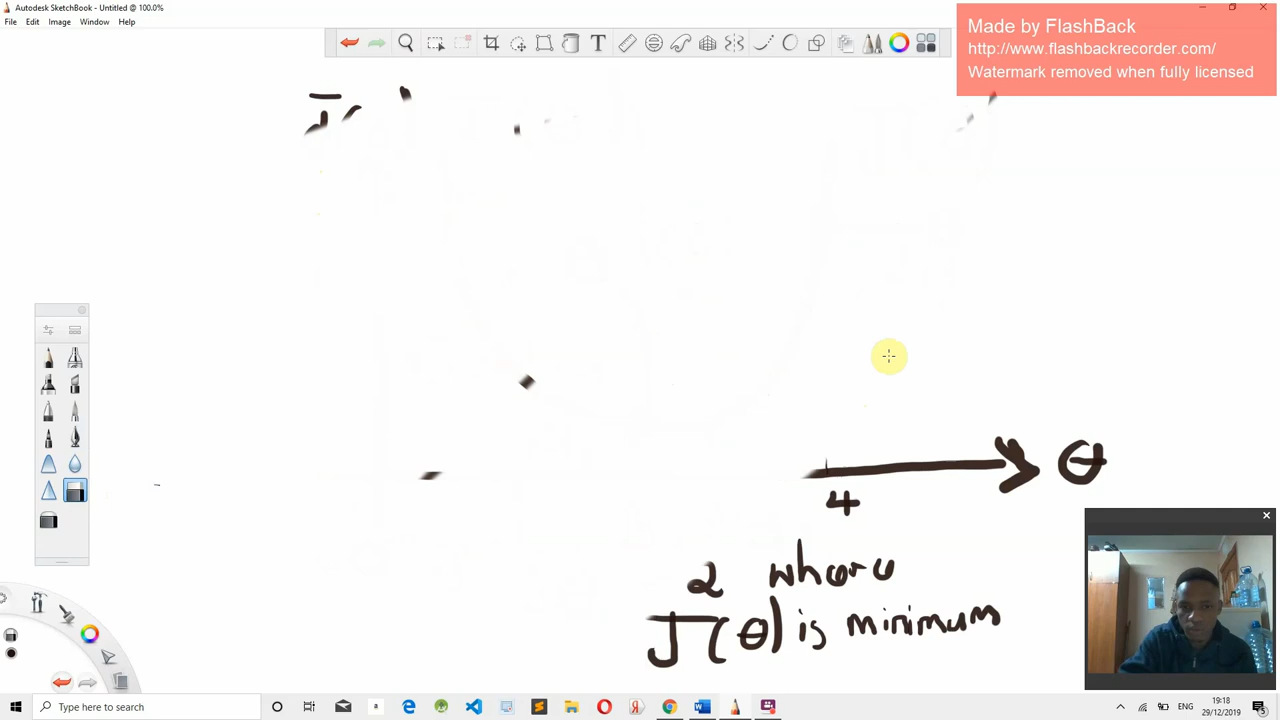 Autodesk SketchBook - Untitled @ 100.0%
File Edit Image Window Help
Made by FlashBack
http://www.flashbackrecorder.com/
Watermark removed when fully licensed
T
θ
4
2 where
J(θ) is minimum
Type here to search
a
Я
ENG
19:18
29/12/2019
5